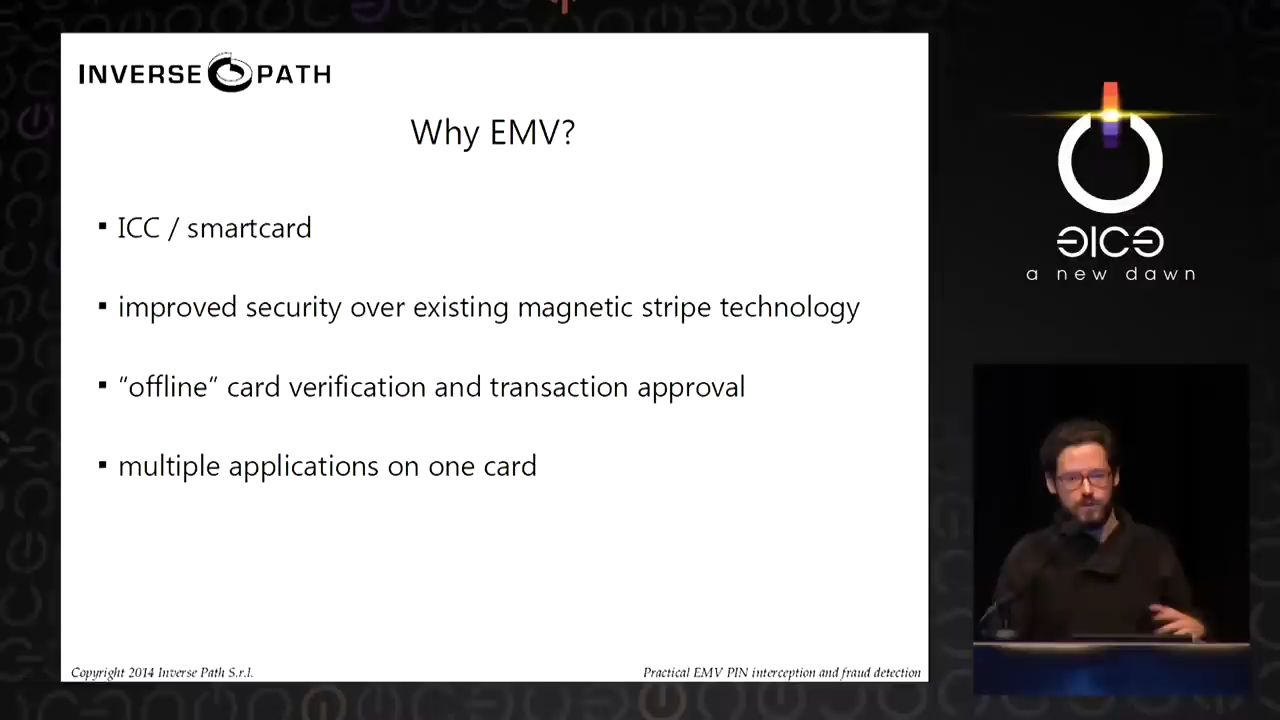 INVERSE PATH
Why EMV?
▪ ICC / smartcard
▪ improved security over existing magnetic stripe technology
▪ “offline” card verification and transaction approval
▪ multiple applications on one card
Copyright 2014 Inverse Path S.r.l.
Practical EMV PIN interception and fraud detection
a new dawn